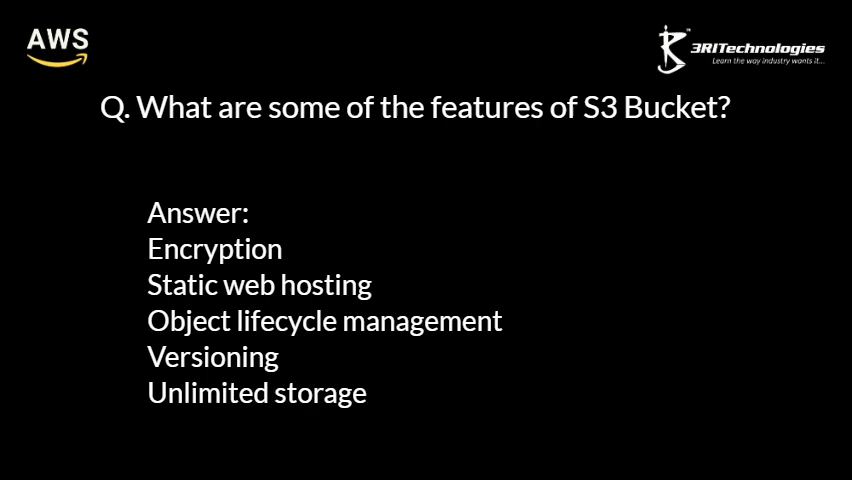 AWS
3RITechnologies
Learn the way industry wants it...
Q. What are some of the features of S3 Bucket?
Answer:
Encryption
Static web hosting
Object lifecycle management
Versioning
Unlimited storage